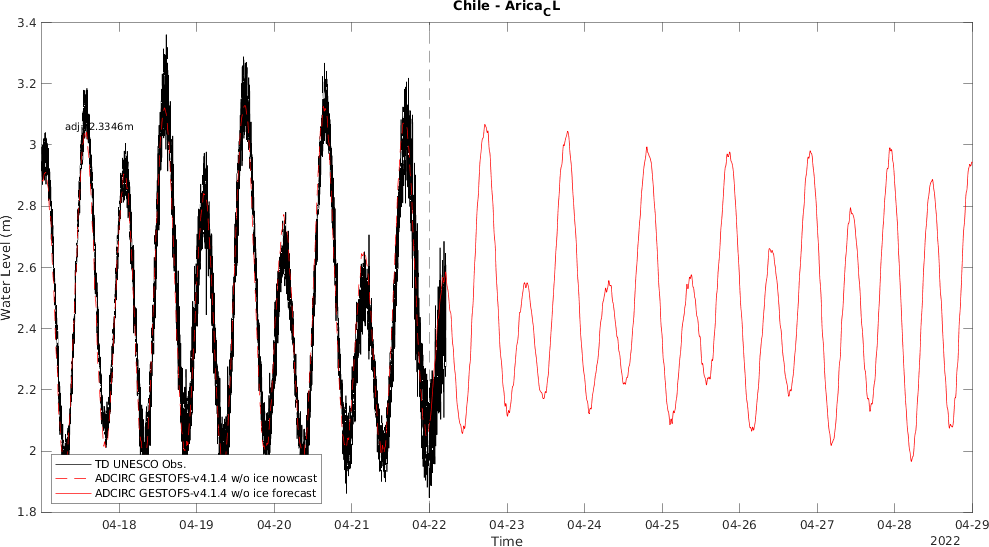 Chile - Arica_CL
3.4
3.2
3
2.8
2.6
2.4
2.2
2
1.8
Water Level (m)
TD UNESCO Obs.
ADCIRC GESTOFS-v4.1.4 w/o ice nowcast
ADCIRC GESTOFS-v4.1.4 w/o ice forecast
04-18 04-19 04-20 04-21 04-22 04-23 04-24 04-25 04-26 04-27 04-28 04-29
Time
2022